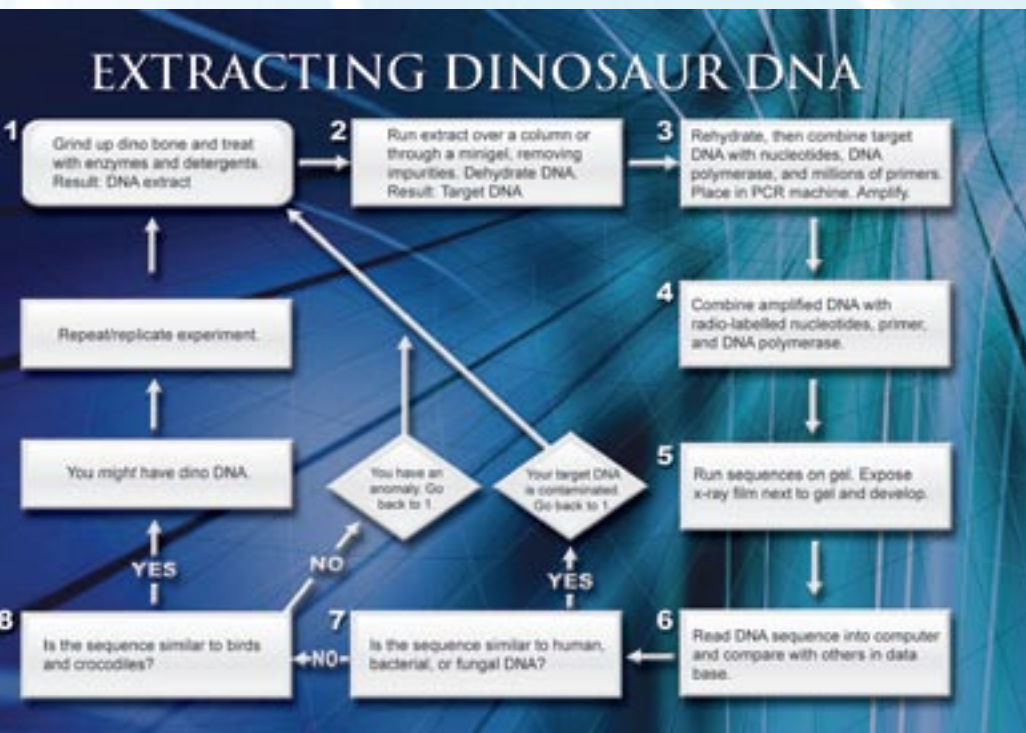 EXTRACTING DINOSAUR DNA
1
Grind up dino bone and treat
with enzymes and detergents.
Result: DNA extract
2
Run extract over a column or
through a minigel, removing
impurities. Dehydrate DNA.
Result: Target DNA
3
Rehydrate, then combine target
DNA with nucleotides, DNA
polymerase, and millions of primers.
Place in PCR machine. Amplify.
4
Combine amplified DNA with
radio-labelled nucleotides, primer,
and DNA polymerase.
5
Run sequences on gel. Expose
x-ray film next to gel and develop.
6
Read DNA sequence into computer
and compare with others in data
base.
7
Is the sequence similar to human,
bacterial, or fungal DNA?
YES
Your target DNA
is contaminated.
Go back to 1.
NO
8
Is the sequence similar to birds
and crocodiles?
NO
You have an
anomaly. Go
back to 1.
YES
You might have dino DNA.
Repeat/replicate experiment.